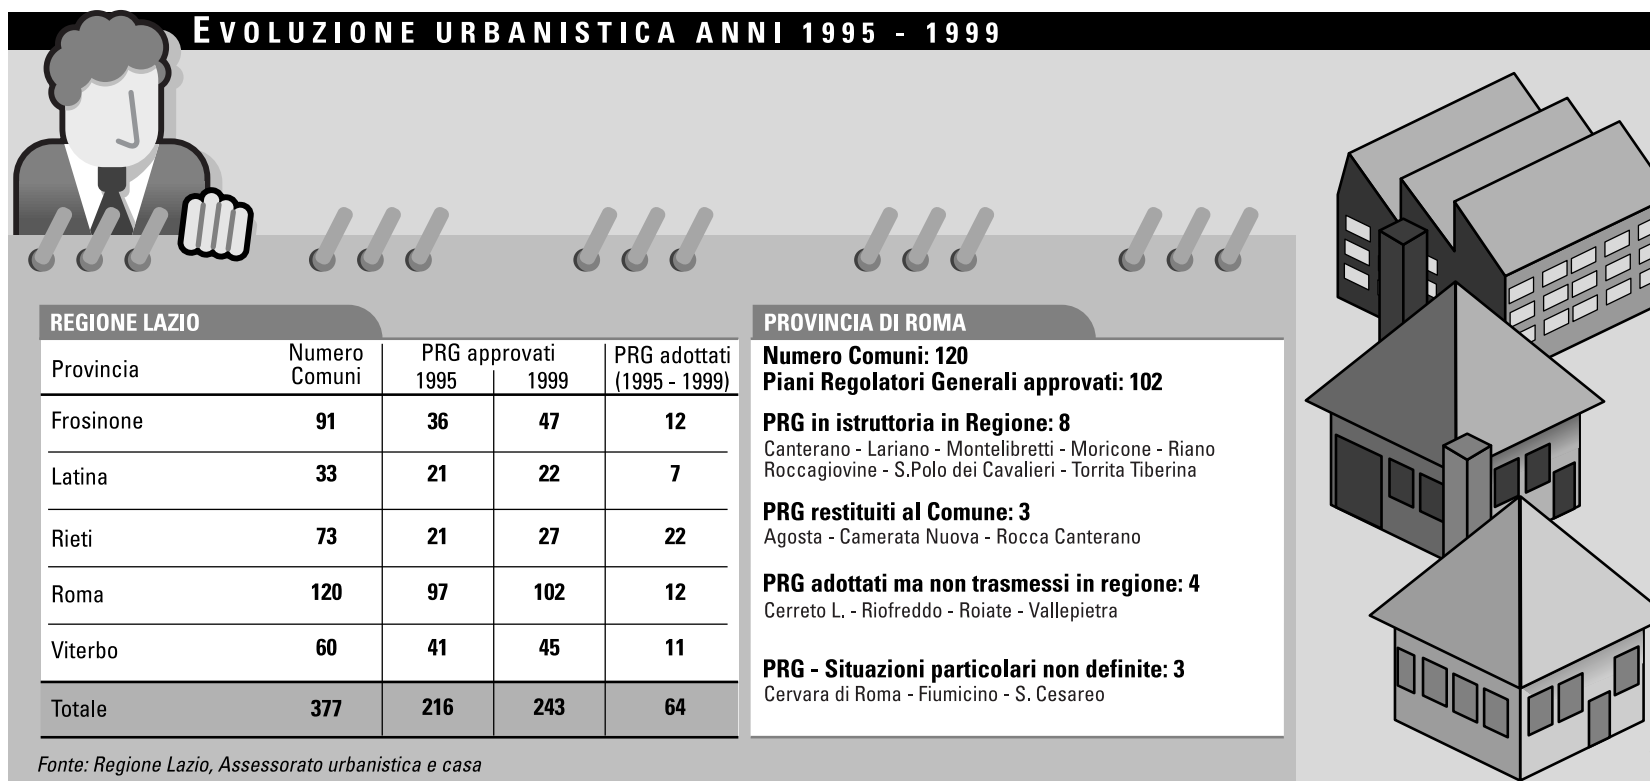 EVOLUZIONE URBANISTICA ANNI 1995 - 1999
REGIONE LAZIO
Provincia Numero Comuni PRG approvati PRG adottati
1995 1999 (1995 - 1999)
Frosinone 91 36 47 12
Latina 33 21 22 7
Rieti 73 21 27 22
Roma 120 97 102 12
Viterbo 60 41 45 11
Totale 377 216 243 64
Fonte: Regione Lazio, Assessorato urbanistica e casa
PROVINCIA DI ROMA
Numero Comuni: 120
Piani Regolatori Generali approvati: 102
PRG in istruttoria in Regione: 8
Canterano - Lariano - Montelibretti - Moricone - Riano
Roccagiovine - S.Polo dei Cavalieri - Torrita Tiberina
PRG restituiti al Comune: 3
Agosta - Camerata Nuova - Rocca Canterano
PRG adottati ma non trasmessi in regione: 4
Cerreto L. - Riofreddo - Roiate - Vallepietra
PRG - Situazioni particolari non definite: 3
Cervara di Roma - Fiumicino - S. Cesareo